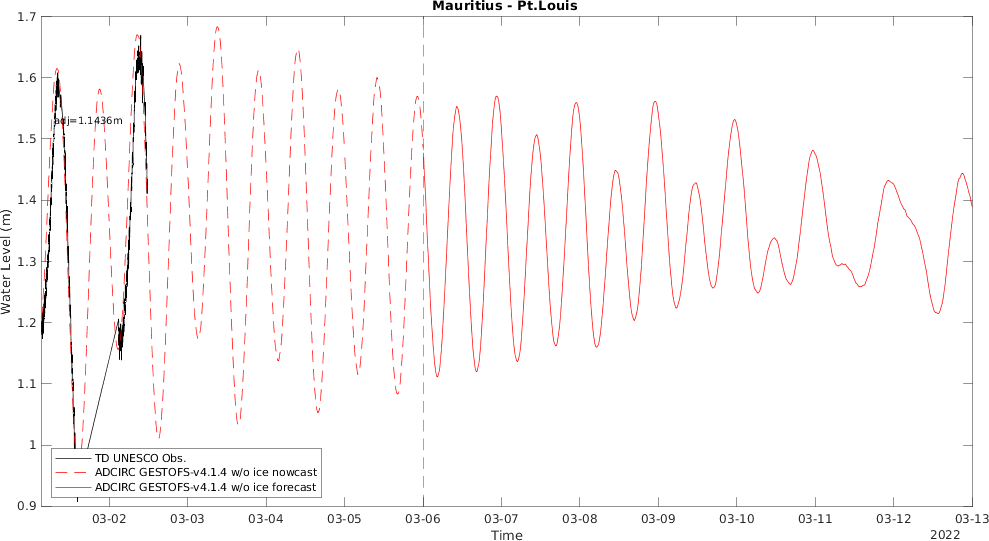 Mauritius - Pt.Louis
1.7
1.6
1.5
1.4
1.3
1.2
1.1
1
0.9
Water Level (m)
adj=1.1436m
TD UNESCO Obs.
ADCIRC GESTOFS-v4.1.4 w/o ice nowcast
ADCIRC GESTOFS-v4.1.4 w/o ice forecast
03-02 03-03 03-04 03-05 03-06 03-07 03-08 03-09 03-10 03-11 03-12 03-13
Time
2022